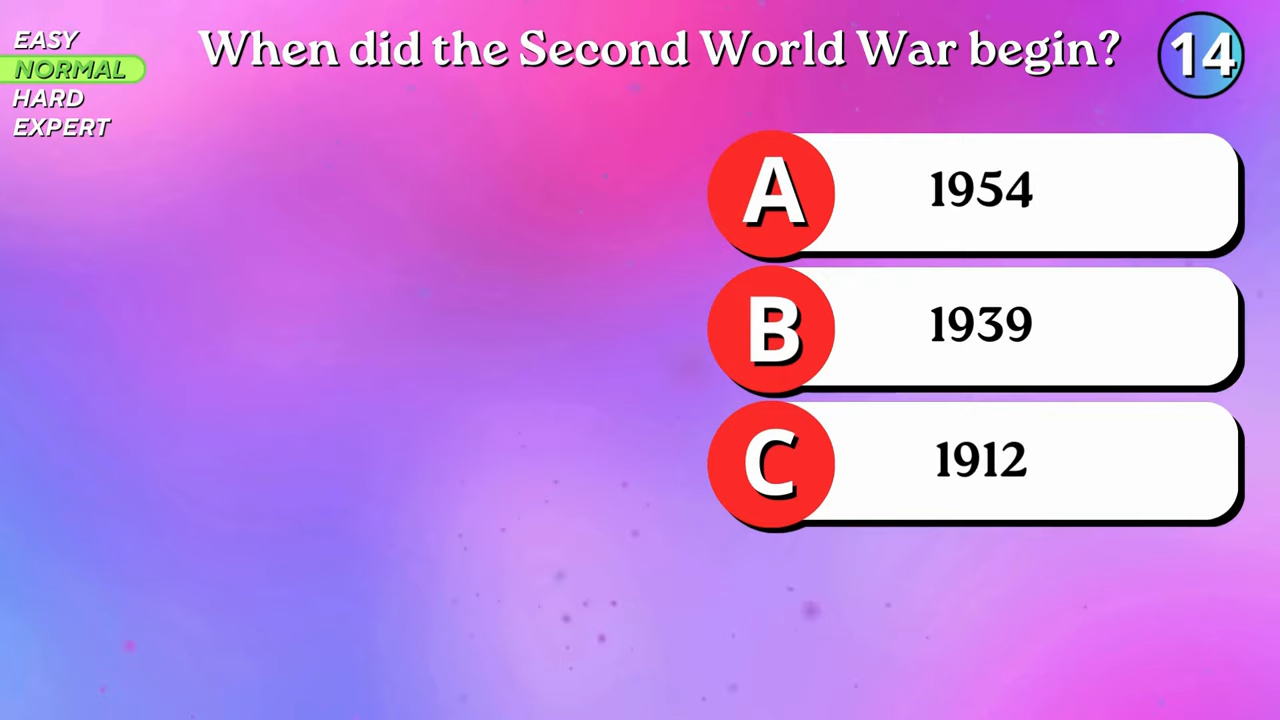 EASY
NORMAL
HARD
EXPERT
When did the Second World War begin?
14
A 1954
B 1939
C 1912